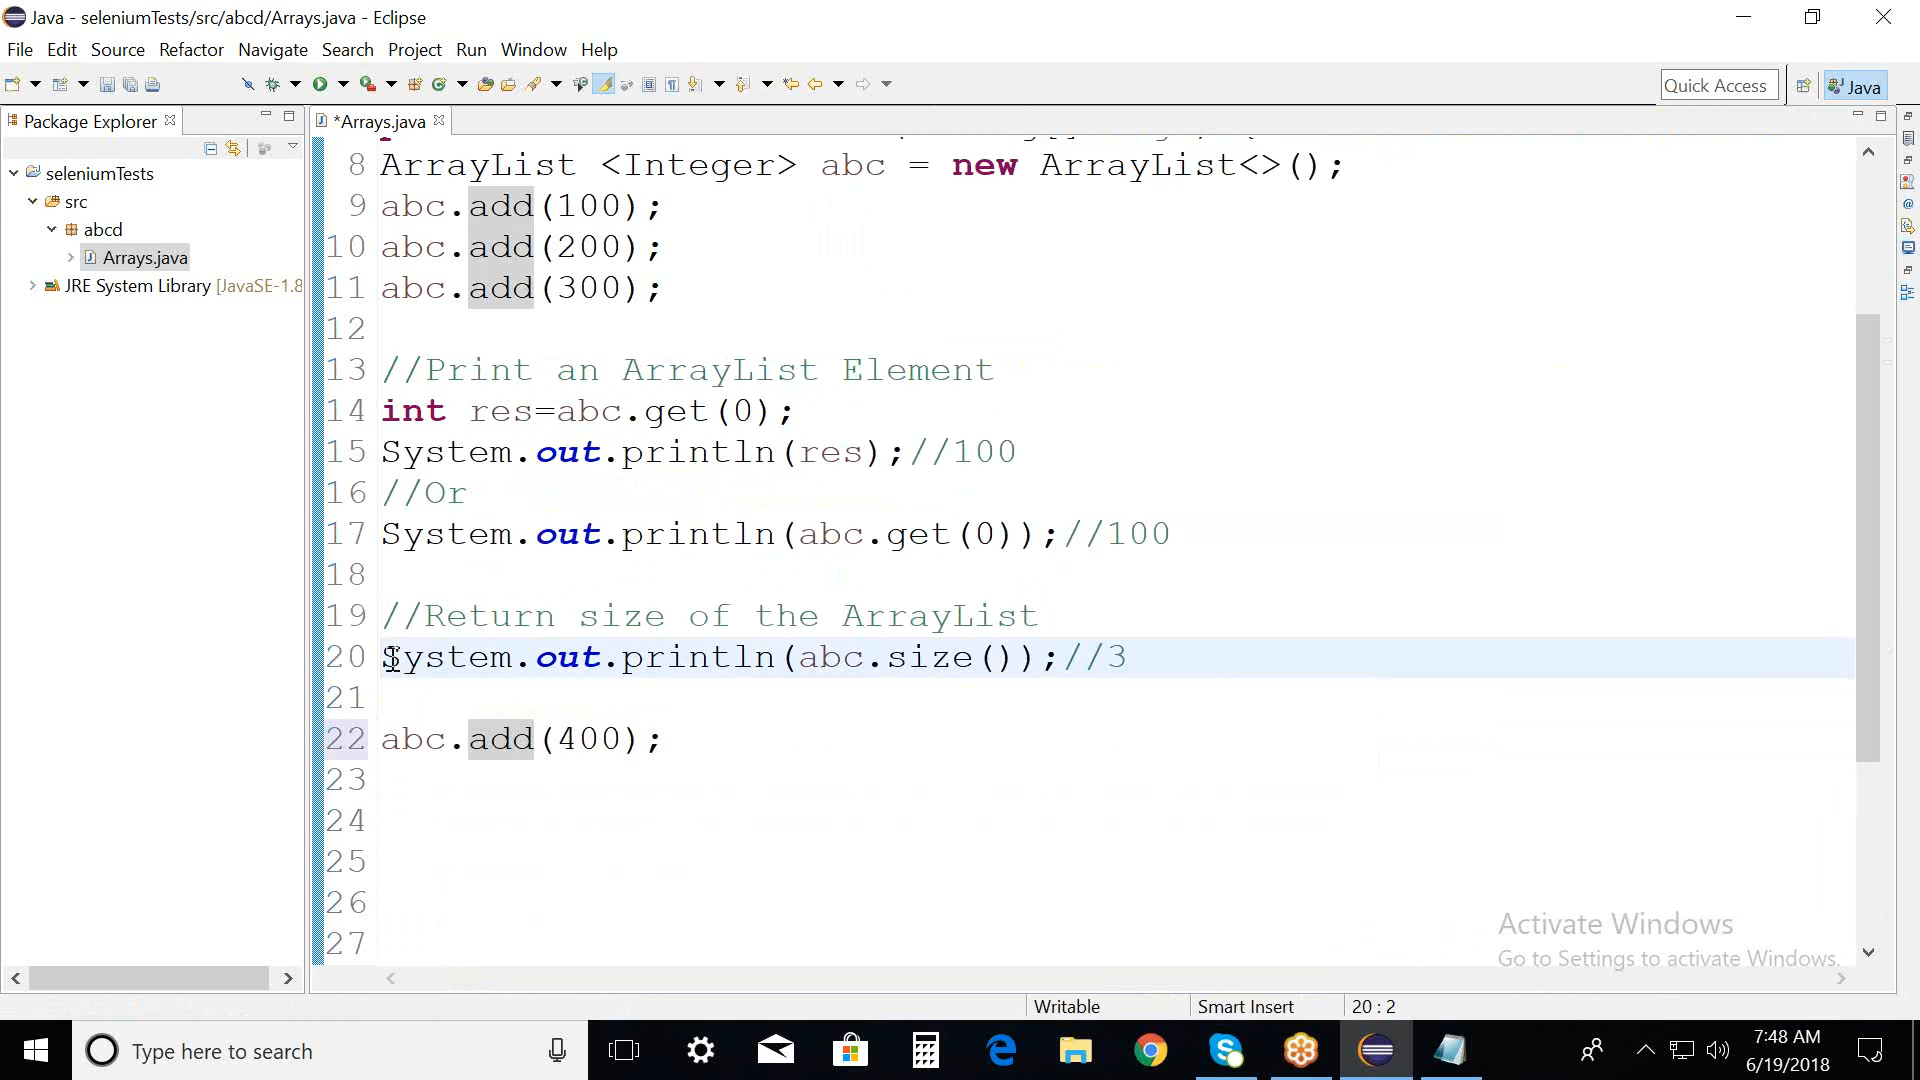 Java - seleniumTests/src/abcd/Arrays.java - Eclipse
File Edit Source Refactor Navigate Search Project Run Window Help
Quick Access
Java
Package Explorer
*Arrays.java
seleniumTests
src
abcd
Arrays.java
JRE System Library [JavaSE-1.8
8 ArrayList <Integer> abc = new ArrayList<>();
9 abc.add(100);
10 abc.add(200);
11 abc.add(300);
12
13 //Print an ArrayList Element
14 int res=abc.get(0);
15 System.out.println(res);//100
16 //Or
17 System.out.println(abc.get(0));//100
18
19 //Return size of the ArrayList
20 System.out.println(abc.size());//3
21
22 abc.add(400);
23
24
25
26
27
Activate Windows
Go to Settings to activate Windows.
Writable
Smart Insert
20 : 2
Type here to search
7:48 AM
6/19/2018